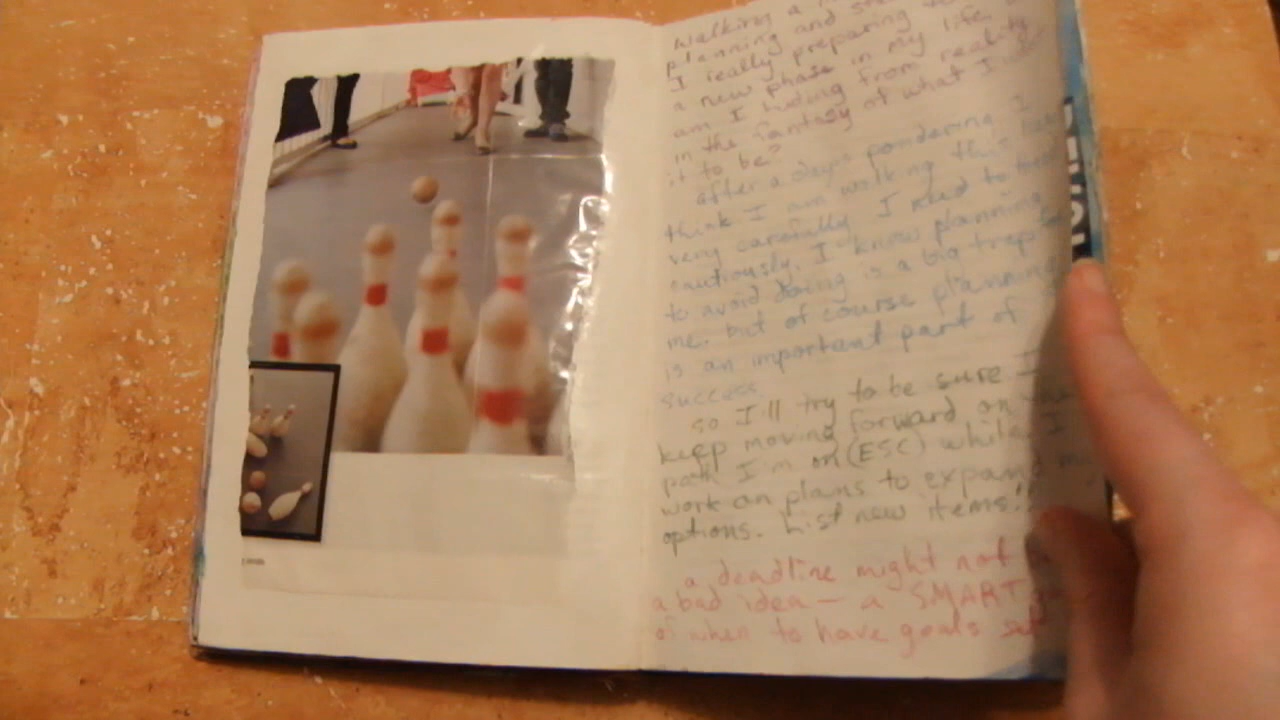 walking a
planning and
I really preparing
a new phase in my life
am I hiding from reality
in the fantasy of what I
it to be?
after a days pondering I
think I am walking this
very carefully. I need to
cautiously. I know planning
to avoid doing is a big trap
me. but of course planning
is an important part of
success.
so I'll try to be sure I
keep moving forward on
path I'm on (ESC) while I
work on plans to expand
options. List new items!!
a deadline might not
a bad idea — a SMART
of when to have goals set